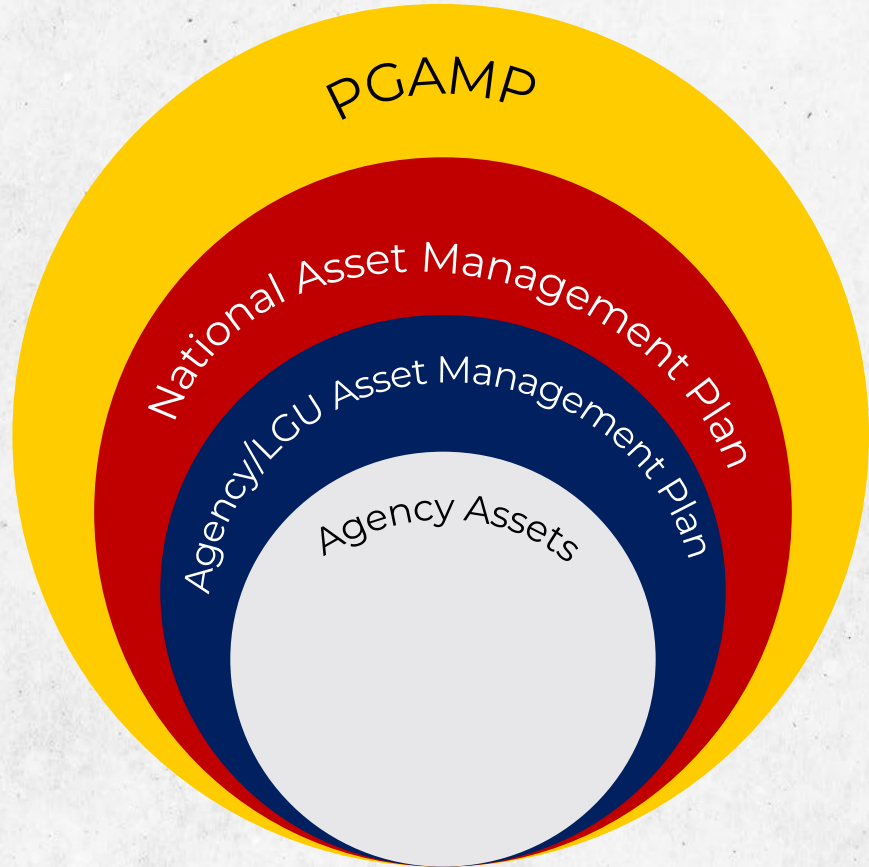 PGAMP
National Asset Management Plan
Agency/LGU Asset Management Plan
Agency Assets